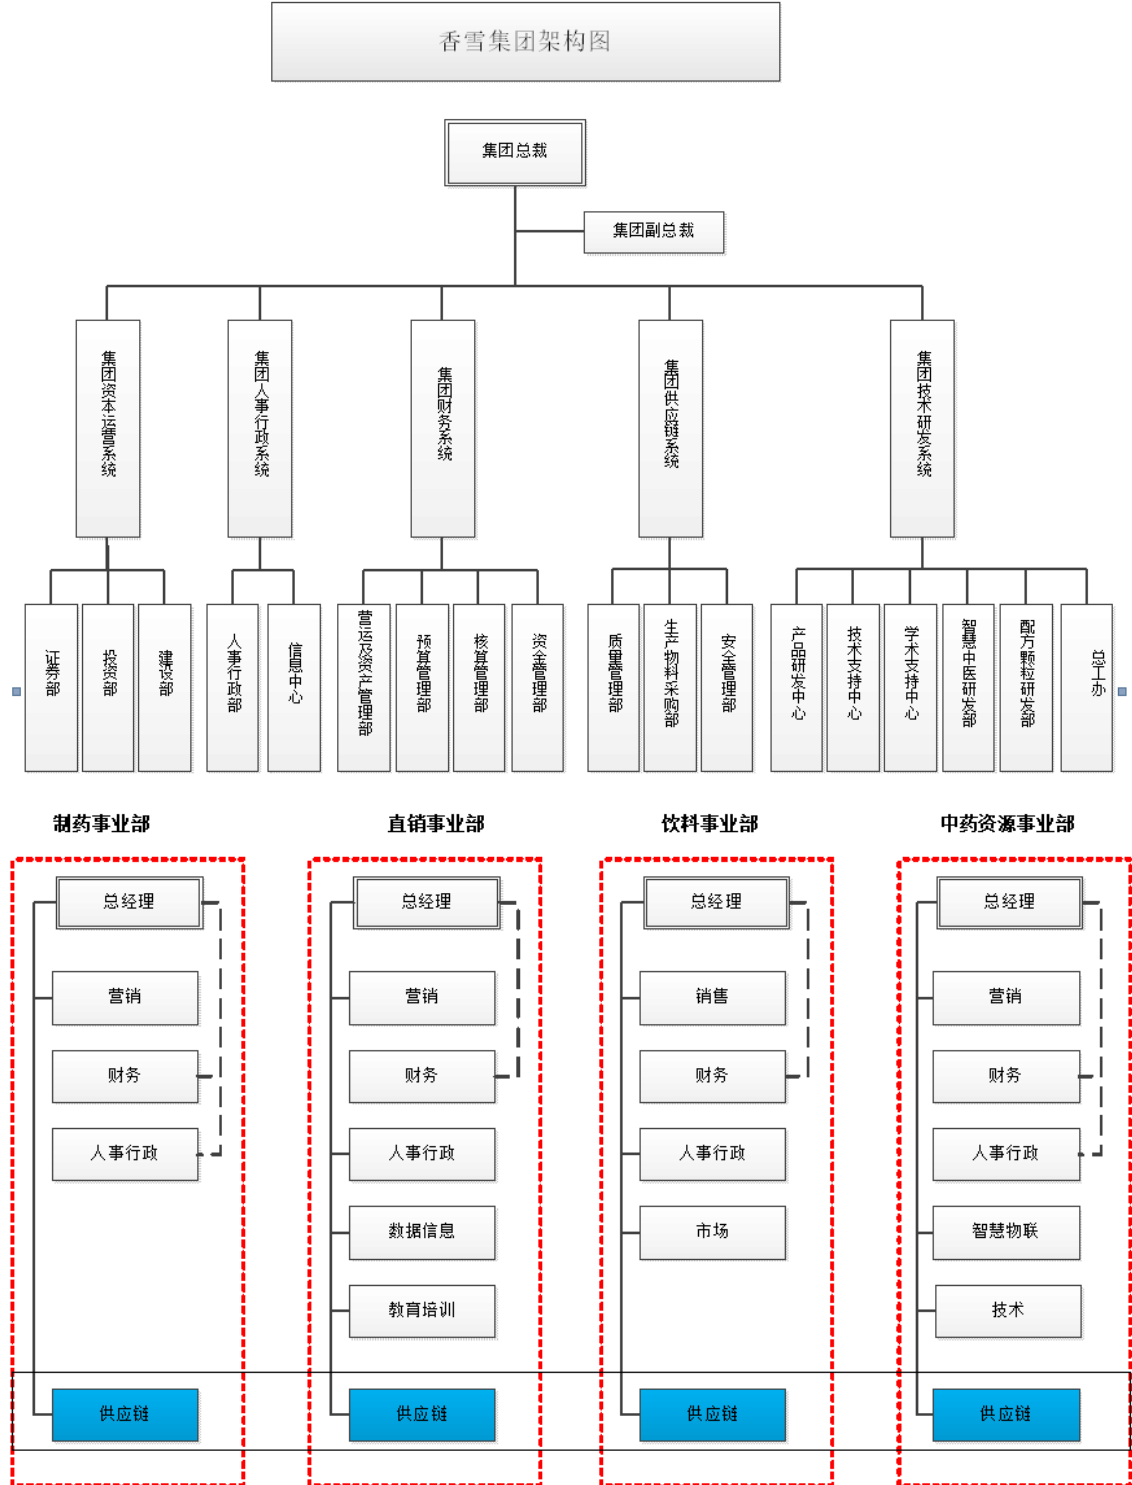 香雪集团架构图
集团总裁
集团副总裁
集团资本运营系统
集团人事行政系统
集团财务系统
集团供应链系统
集团技术研发系统
证券部
投资部
建设部
人事行政部
信息中心
营运及资产管理部
预算管理部
核算管理部
资金管理部
质量管理部
生产物料采购部
安全管理部
产品研发中心
技术支持中心
学术支持中心
智慧中医研发部
配方颗粒研发部
总工办
制药事业部
直销事业部
饮料事业部
中药资源事业部
总经理
总经理
总经理
总经理
营销
营销
销售
营销
财务
财务
财务
财务
人事行政
人事行政
人事行政
人事行政
数据信息
市场
智慧物联
教育培训
技术
供应链
供应链
供应链
供应链